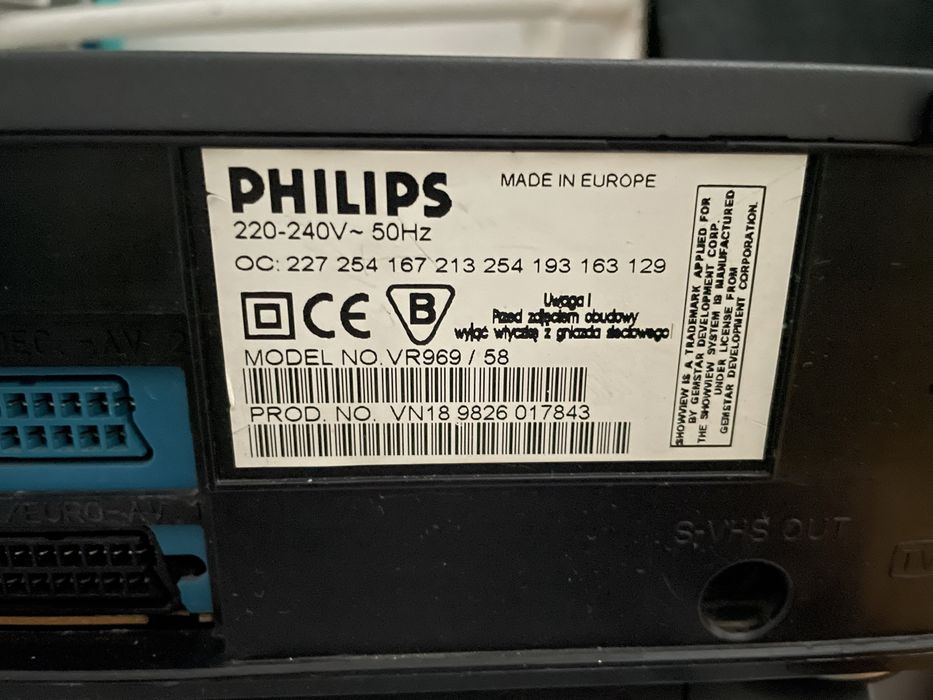 PHILIPS
MADE IN EUROPE
220-240V~ 50Hz
OC: 227 254 167 213 254 193 163 129
CE
B
Uwaga !
Przed zdjęciem obudowy
wyjąć wtyczkę z gniazda sieciowego
MODEL NO. VR969 / 58
PROD. NO. VN18 9826 017843
SHOWVIEW IS A TRADEMARK APPLIED FOR
BY GEMSTAR DEVELOPMENT CORP.
THE SHOWVIEW SYSTEM IS MANUFACTURED
UNDER LICENSE FROM
GEMSTAR DEVELOPMENT CORPORATION.
/EURO-AV 1
S-VHS OUT